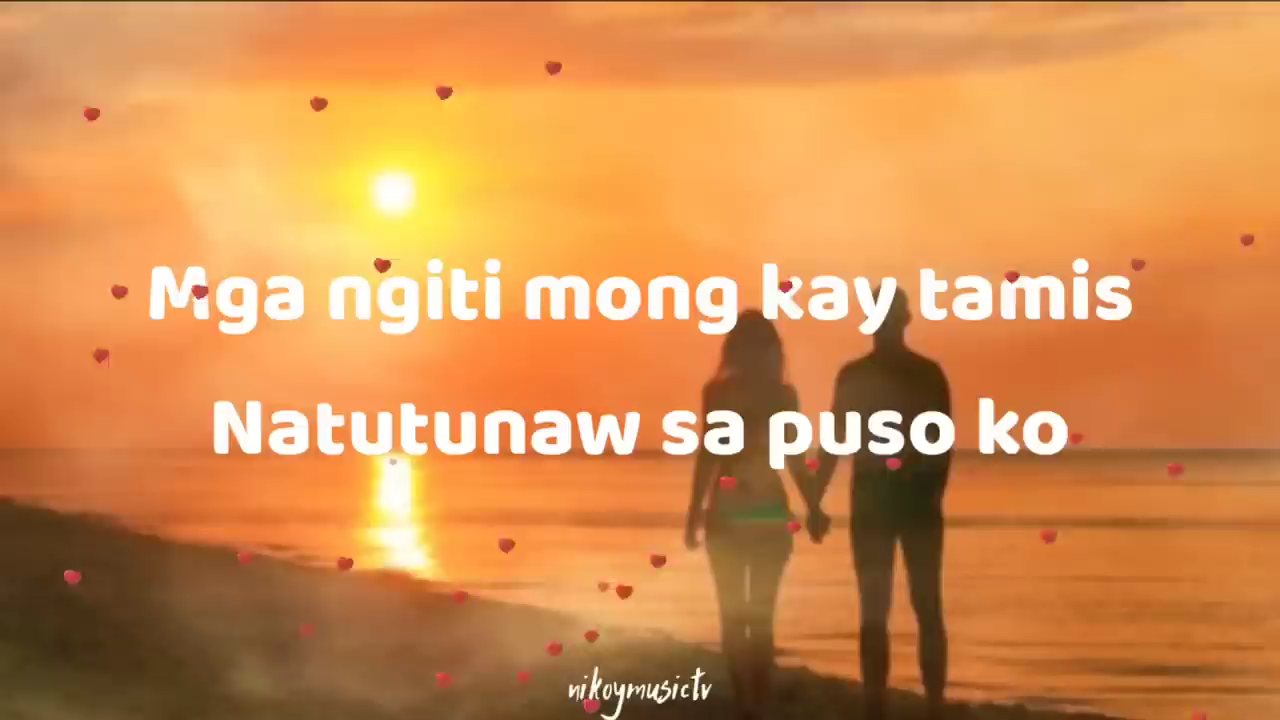 Mga ngiti mong kay tamis
Natutunaw sa puso ko
nikoymusictv